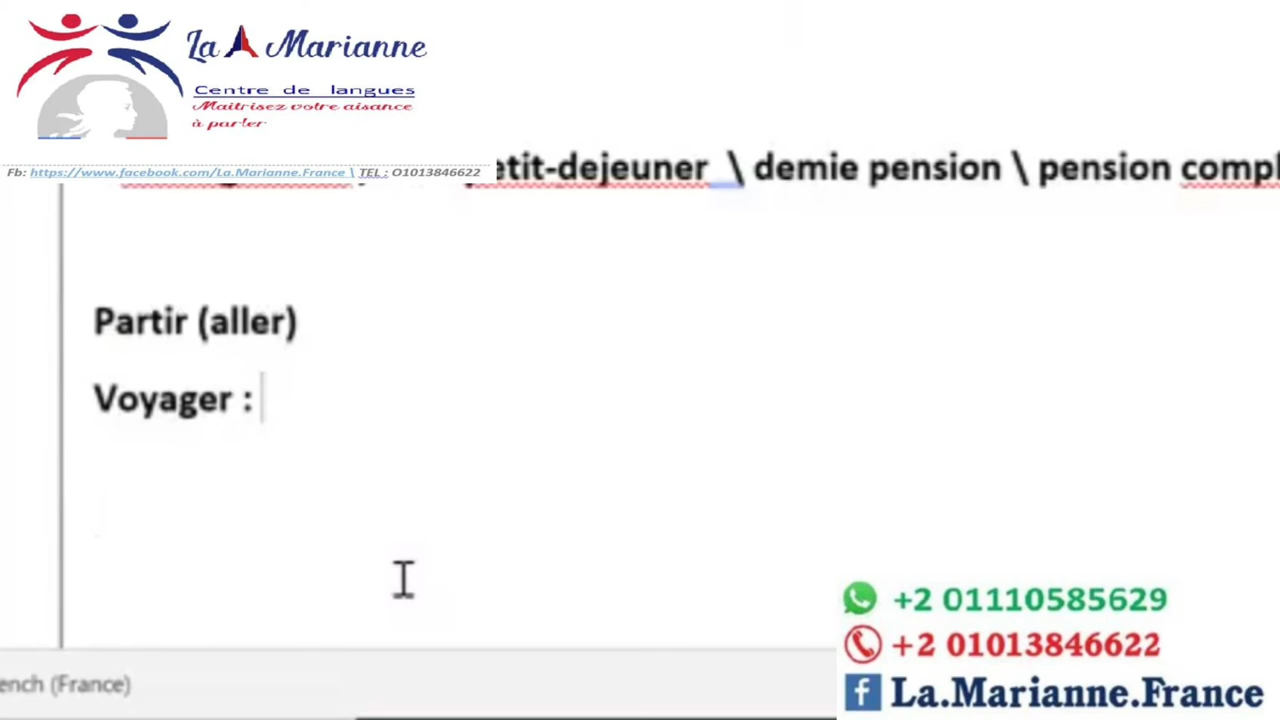 La Marianne
Centre de langues
Maitrisez votre aisance
à parler
Fb: https://www.facebook.com/La.Marianne.France \ TEL : O1013846622
etit-dejeuner \ demie pension \ pension compl
Partir (aller)
Voyager :
ench (France)
+2 01110585629
+2 01013846622
La.Marianne.France